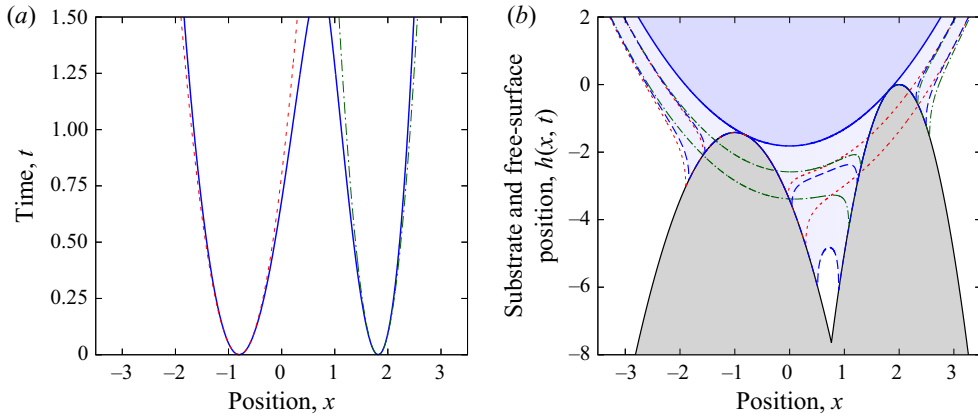 (a)
1.50
1.25
1.00
0.75
0.50
0.25
0
Time, t
−3 −2 −1 0 1 2 3
Position, x
(b)
2
0
−2
−4
−6
−8
Substrate and free-surface
position, h(x, t)
−3 −2 −1 0 1 2 3
Position, x